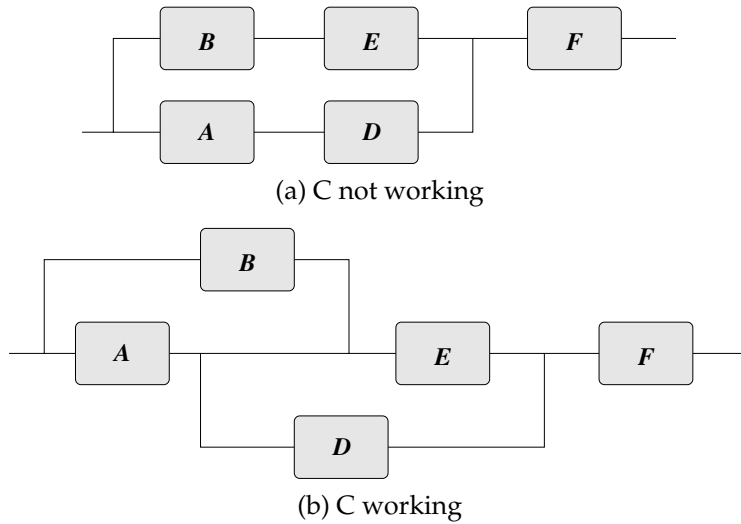 B E F
A D
(a) C not working
B
A E F
D
(b) C working